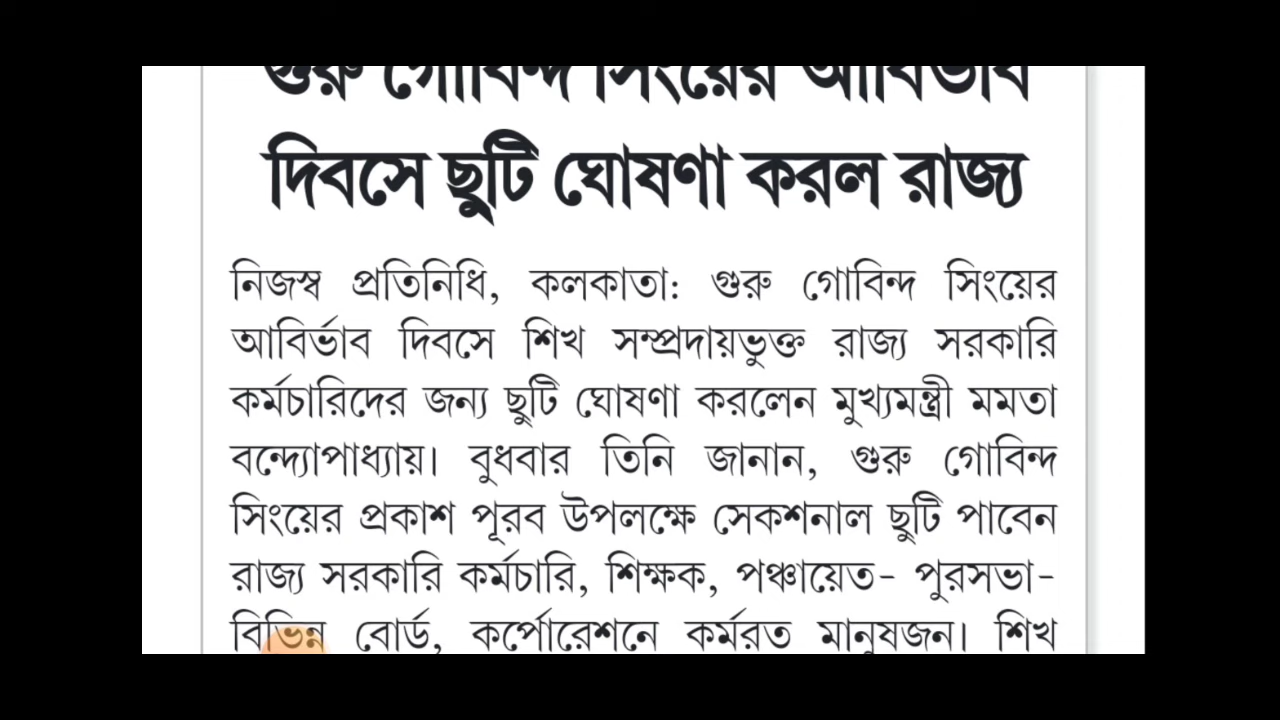 গুরু গোবিন্দ সিংয়ের আবির্ভাব
দিবসে ছুটি ঘোষণা করল রাজ্য
নিজস্ব প্রতিনিধি, কলকাতা: গুরু গোবিন্দ সিংয়ের
আবির্ভাব দিবসে শিখ সম্প্রদায়ভুক্ত রাজ্য সরকারি
কর্মচারিদের জন্য ছুটি ঘোষণা করলেন মুখ্যমন্ত্রী মমতা
বন্দ্যোপাধ্যায়। বুধবার তিনি জানান, গুরু গোবিন্দ
সিংয়ের প্রকাশ পূরব উপলক্ষে সেকশনাল ছুটি পাবেন
রাজ্য সরকারি কর্মচারি, শিক্ষক, পঞ্চায়েত- পুরসভা-
বিভিন্ন বোর্ড, কর্পোরেশনে কর্মরত মানুষজন। শিখ